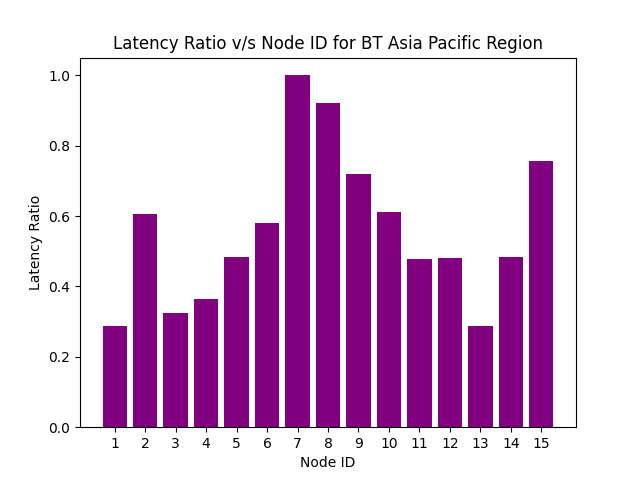 Latency Ratio v/s Node ID for BT Asia Pacific Region
1.0
0.8
0.6
0.4
0.2
0.0
Latency Ratio
1 2 3 4 5 6 7 8 9 10 11 12 13 14 15
Node ID